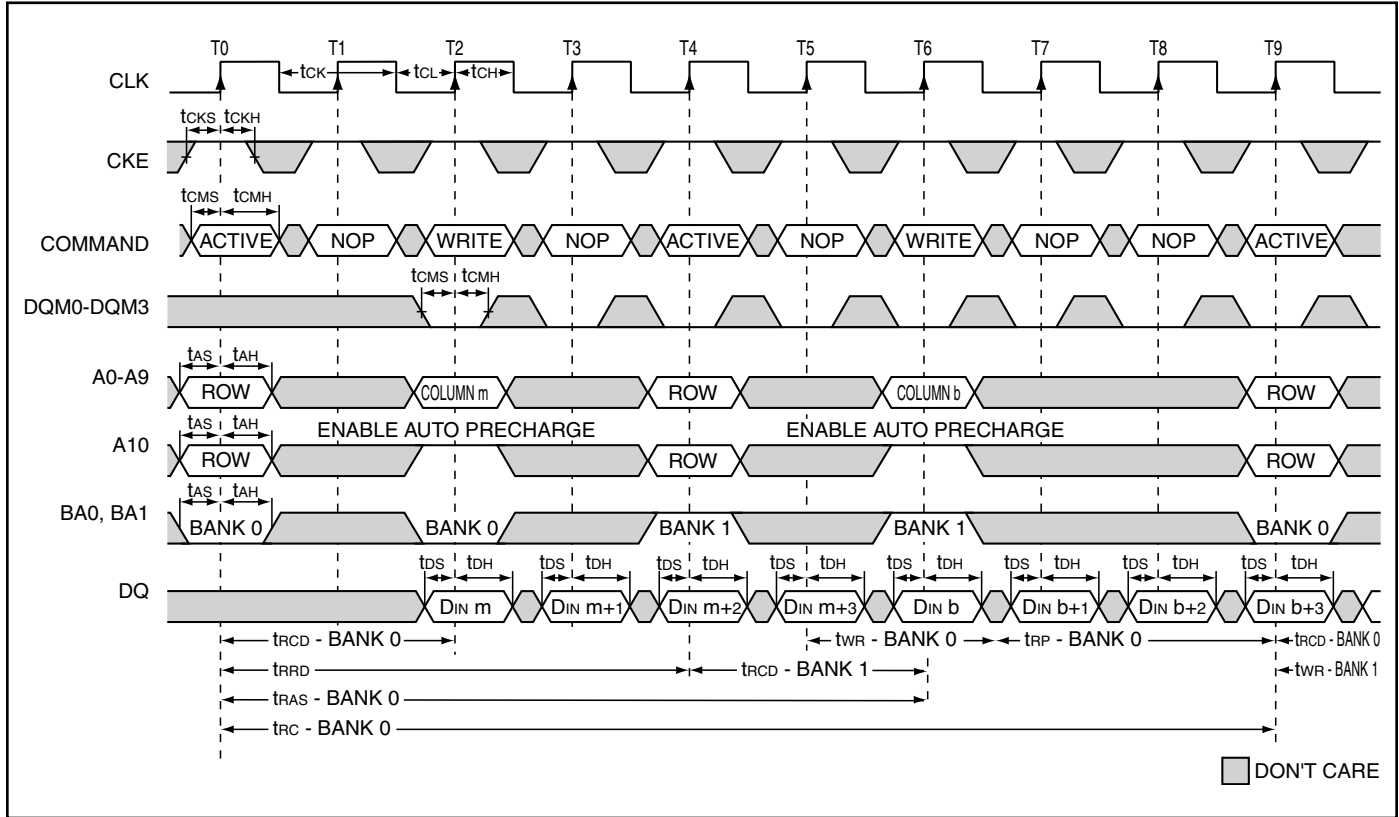 T0 T1 T2 T3 T4 T5 T6 T7 T8 T9
CLK tCK tCL tCH
tCKS tCKH
CKE
tCMS tCMH
COMMAND ACTIVE NOP WRITE NOP ACTIVE NOP WRITE NOP NOP ACTIVE
tCMS tCMH
DQM0-DQM3
tAS tAH
A0-A9 ROW COLUMN m ROW COLUMN b ROW
tAS tAH ENABLE AUTO PRECHARGE ENABLE AUTO PRECHARGE
A10 ROW ROW ROW
tAS tAH
BA0, BA1 BANK 0 BANK 0 BANK 1 BANK 1 BANK 0
tDS tDH tDS tDH tDS tDH tDS tDH tDS tDH tDS tDH tDS tDH tDS tDH
DQ DIN m DIN m+1 DIN m+2 DIN m+3 DIN b DIN b+1 DIN b+2 DIN b+3
tRCD - BANK 0 tWR - BANK 0 tRP - BANK 0 tRCD - BANK 0
tRRD tRCD - BANK 1 tWR - BANK 1
tRAS - BANK 0
tRC - BANK 0
DON'T CARE